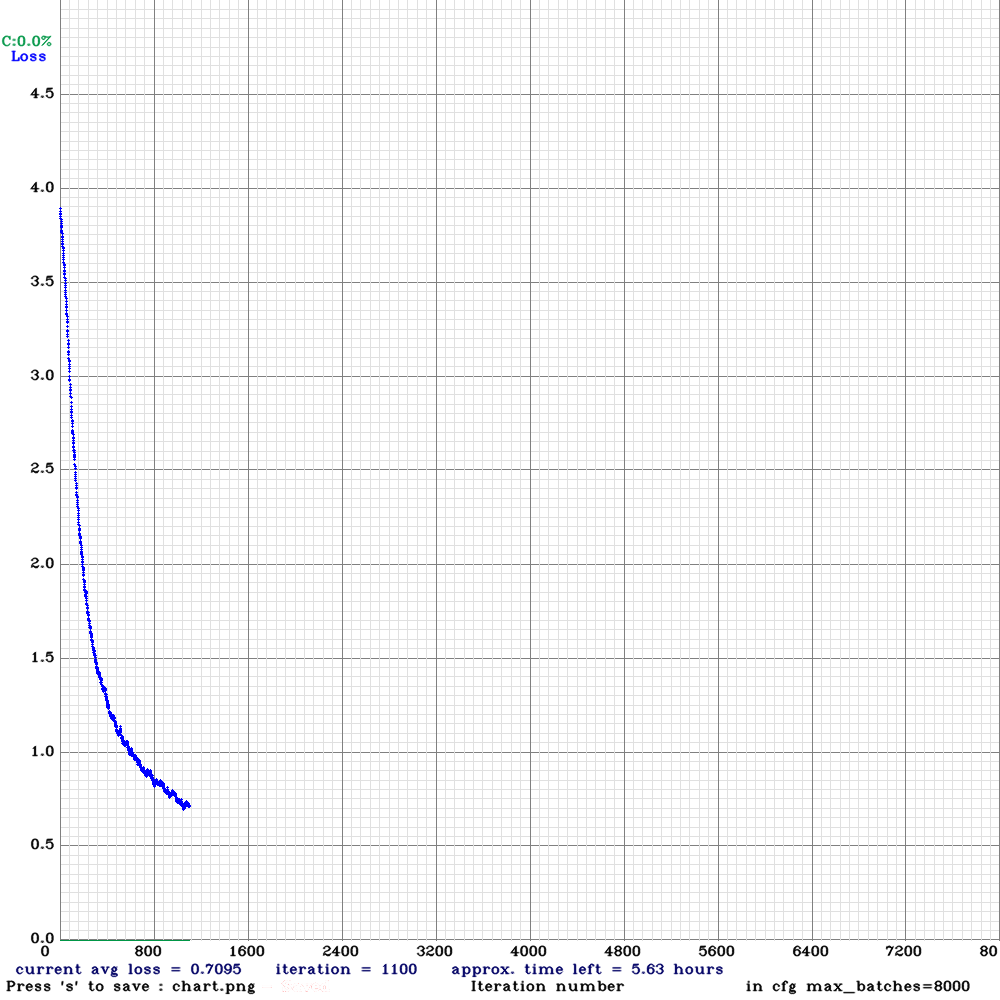 C:0.0%
Loss
4.5
4.0
3.5
3.0
2.5
2.0
1.5
1.0
0.5
0.0
0 800 1600 2400 3200 4000 4800 5600 6400 7200 80
current avg loss = 0.7095 iteration = 1100 approx. time left = 5.63 hours
Press 's' to save : chart.png Iteration number in cfg max_batches=8000